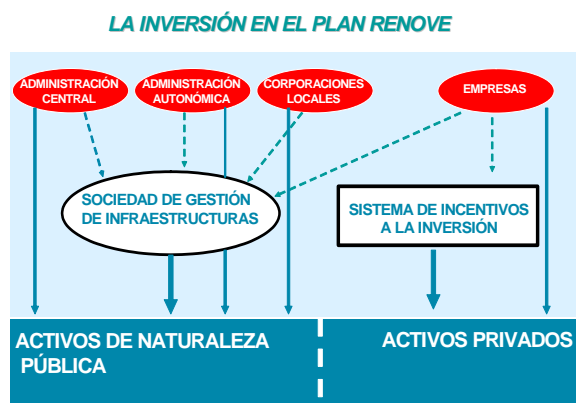 LA INVERSIÓN EN EL PLAN RENOVE
ADMINISTRACIÓN
CENTRAL
ADMINISTRACIÓN
AUTONÓMICA
CORPORACIONES
LOCALES
EMPRESAS
SOCIEDAD DE GESTIÓN
DE INFRAESTRUCTURAS
SISTEMA DE INCENTIVOS
A LA INVERSIÓN
ACTIVOS DE NATURALEZA
PÚBLICA
ACTIVOS PRIVADOS